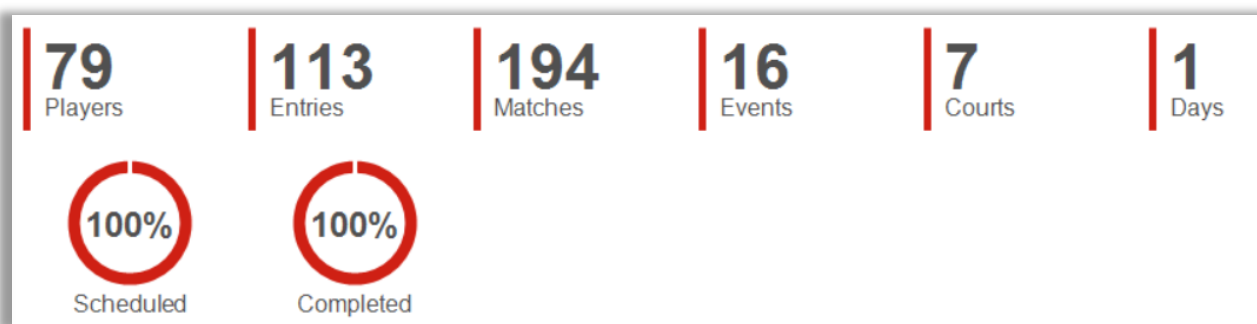 79 113 194 16 7 1
Players Entries Matches Events Courts Days
100% 100%
Scheduled Completed